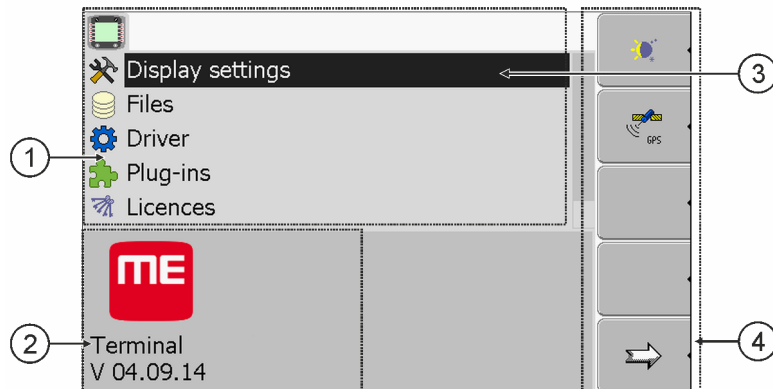 Display settings
Files
Driver
Plug-ins
Licences
GPS
ME
Terminal
V 04.09.14
1
2
3
4